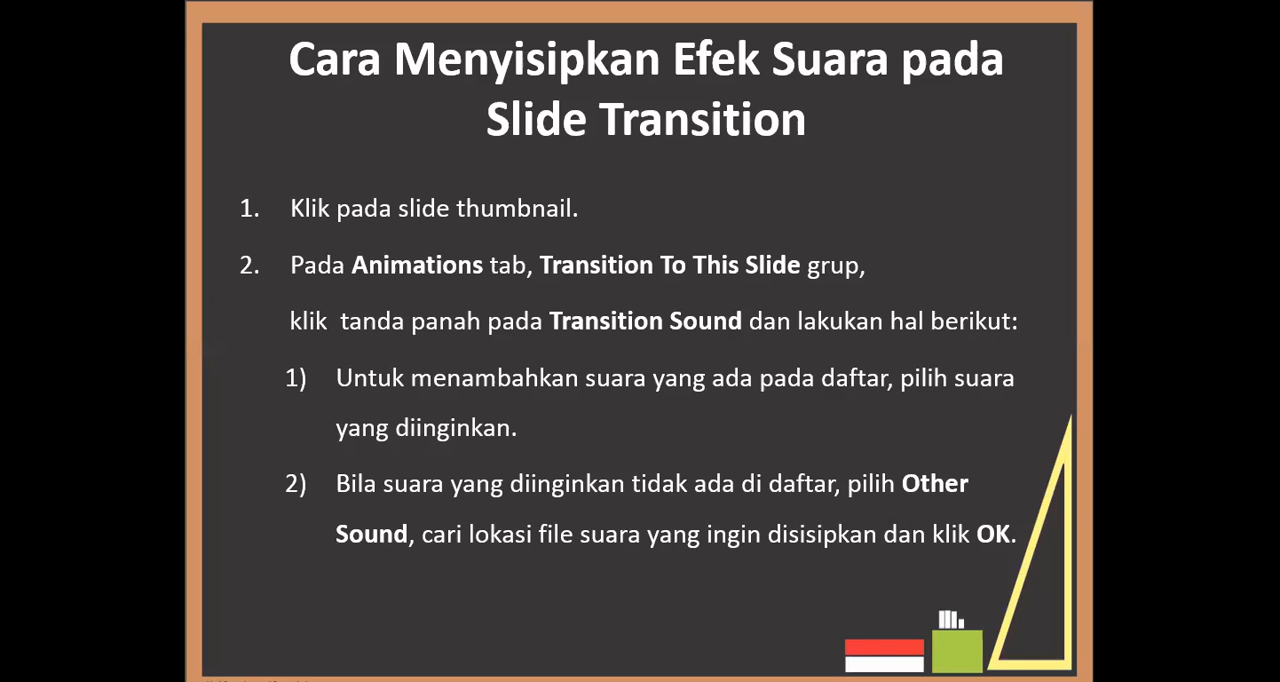 Cara Menyisipkan Efek Suara pada
Slide Transition
1. Klik pada slide thumbnail.
2. Pada Animations tab, Transition To This Slide grup,
klik tanda panah pada Transition Sound dan lakukan hal berikut:
1) Untuk menambahkan suara yang ada pada daftar, pilih suara
yang diinginkan.
2) Bila suara yang diinginkan tidak ada di daftar, pilih Other
Sound, cari lokasi file suara yang ingin disisipkan dan klik OK.